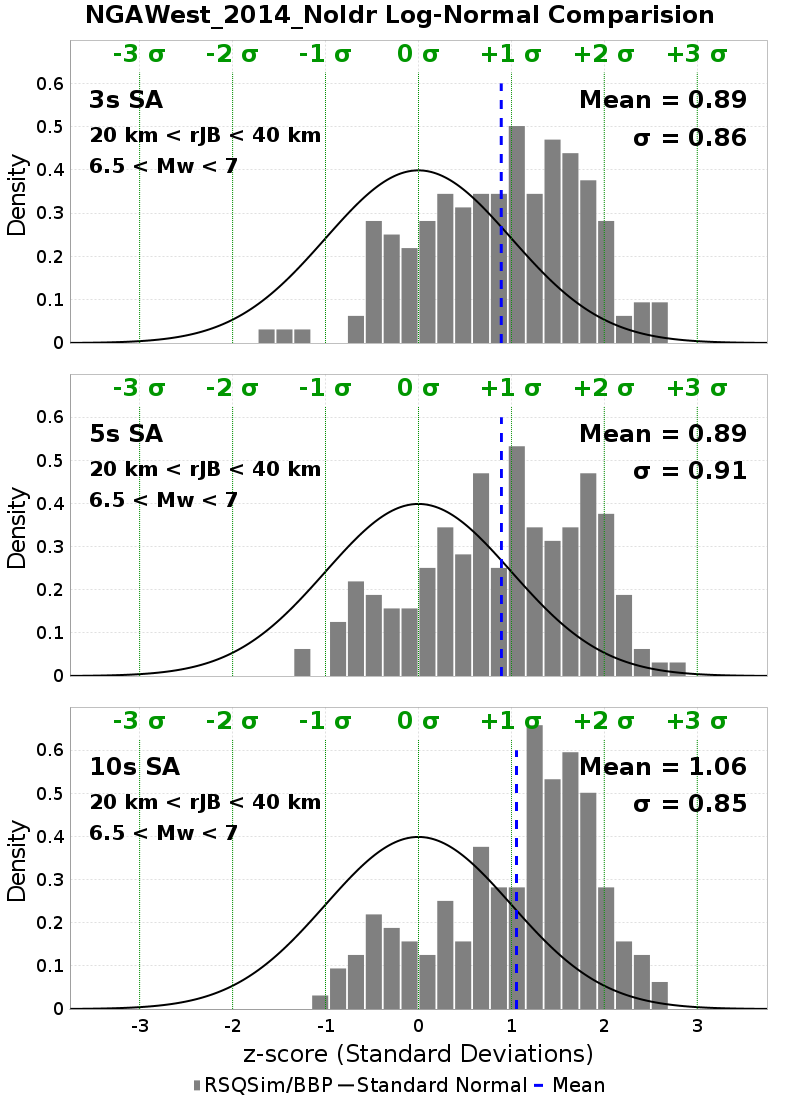 NGAWest_2014_NoIdr Log-Normal Comparision
-3 σ -2 σ -1 σ 0 σ +1 σ +2 σ +3 σ
3s SA
20 km < rJB < 40 km
6.5 < Mw < 7
Mean = 0.89
σ = 0.86
Density
0.6
0.5
0.4
0.3
0.2
0.1
0
-3 σ -2 σ -1 σ 0 σ +1 σ +2 σ +3 σ
5s SA
20 km < rJB < 40 km
6.5 < Mw < 7
Mean = 0.89
σ = 0.91
Density
0.6
0.5
0.4
0.3
0.2
0.1
0
-3 σ -2 σ -1 σ 0 σ +1 σ +2 σ +3 σ
10s SA
20 km < rJB < 40 km
6.5 < Mw < 7
Mean = 1.06
σ = 0.85
Density
0.6
0.5
0.4
0.3
0.2
0.1
0
-3 -2 -1 0 1 2 3
z-score (Standard Deviations)
RSQSim/BBP Standard Normal Mean